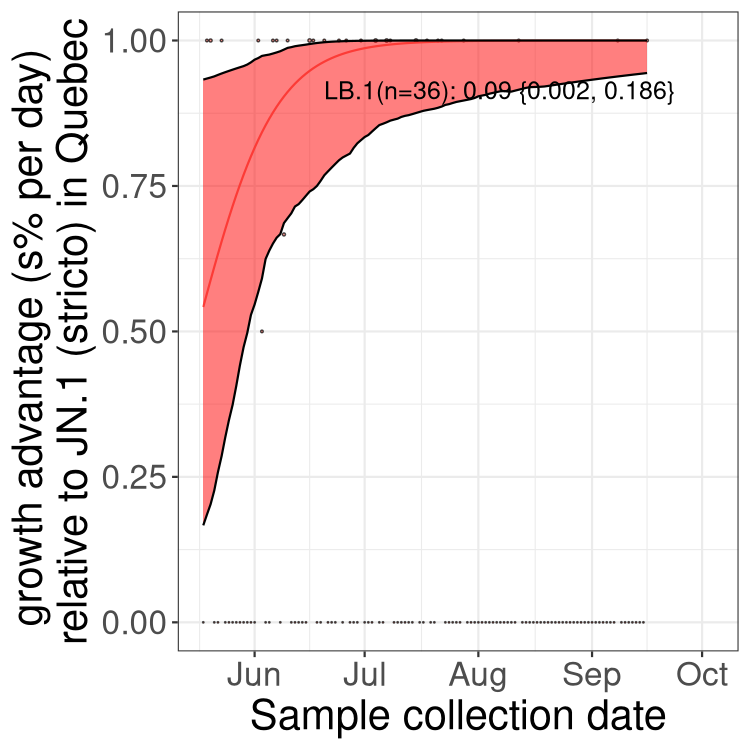 growth advantage (s% per day)
relative to JN.1 (stricto) in Quebec
1.00
0.75
0.50
0.25
0.00
LB.1(n=36): 0.09 {0.002, 0.186}
Jun
Jul
Aug
Sep
Oct
Sample collection date